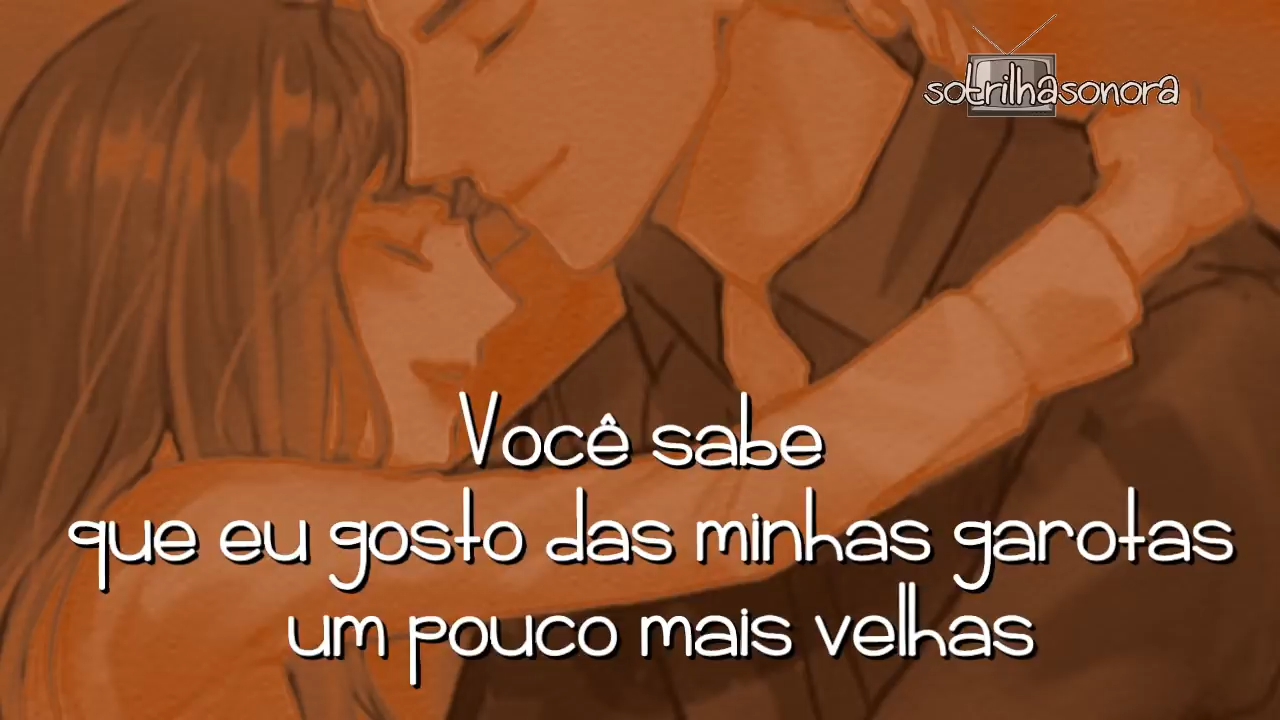 sotrilhasonora
Você sabe
que eu gosto das minhas garotas
um pouco mais velhas